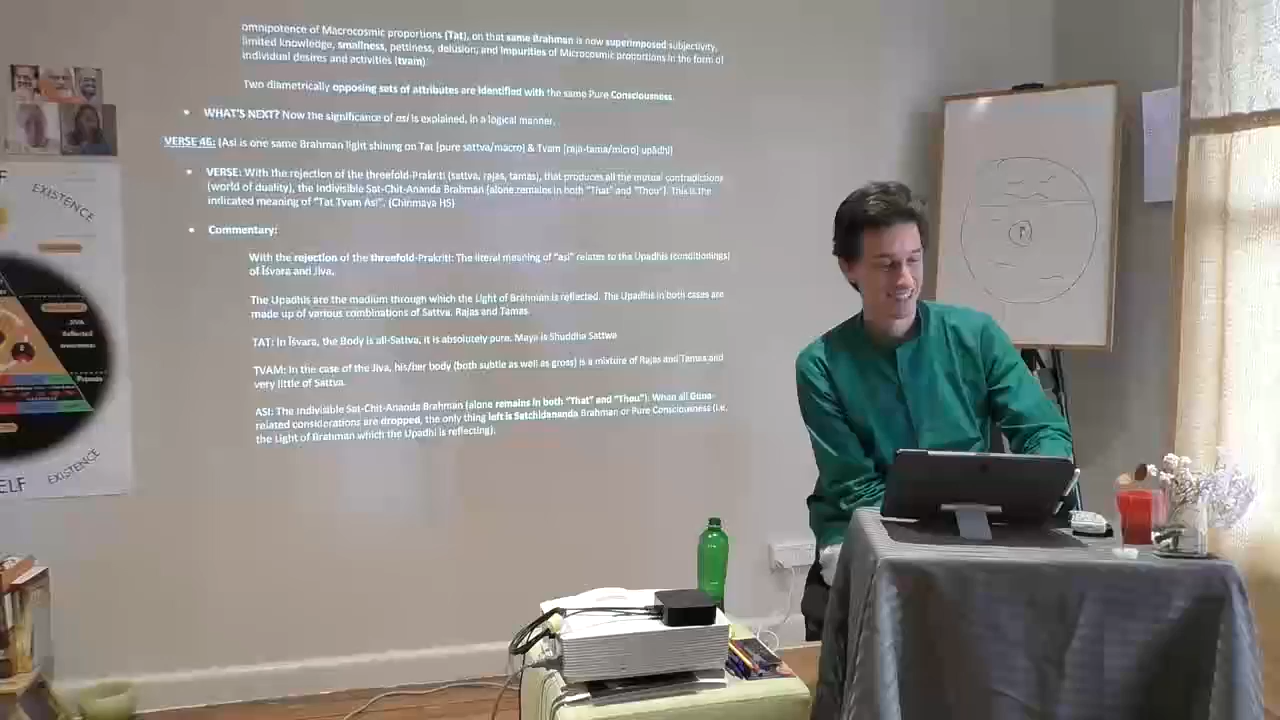 omnipotence of Macrocosmic proportions (Tat), on that same Brahman is now superimposed subjectivity,
limited knowledge, smallness, pettiness, delusion, and impurities of Microcosmic proportions in the form of
individual desires and activities (tvam)
Two diametrically opposing sets of attributes are identified with the same Pure Consciousness.
• WHAT'S NEXT? Now the significance of asi is explained, in a logical manner.
VERSE 46: (Asi is one same Brahman light shining on Tat [pure sattva/macro] & Tvam [raja-tama/micro] upādhi)
• VERSE: With the rejection of the threefold-Prakriti (sattva, rajas, tamas), that produces all the mutual contradictions
(world of duality), the Indivisible Sat-Chit-Ananda Brahman (alone remains in both "That" and "Thou"). This is the
indicated meaning of "Tat Tvam Asi". (Chinmaya HS)
• Commentary:
With the rejection of the threefold-Prakriti: The literal meaning of "asi" relates to the Upadhis (conditionings)
of Īsvara and Jiva.
The Upadhis are the medium through which the Light of Brahman is reflected. The Upadhis in both cases are
made up of various combinations of Sattva, Rajas and Tamas
TAT: In Īsvara, the Body is all-Sattva, it is absolutely pure. Maya is Shuddha Sattwa
TVAM: In the case of the Jiva, his/her body (both subtle as well as gross) is a mixture of Rajas and Tamas and
very little of Sattva.
ASI: The Indivisible Sat-Chit-Ananda Brahman (alone remains in both "That" and "Thou"). When all Guna-
related considerations are dropped, the only thing left is Satchidananda Brahman or Pure Consciousness (i.e.
the Light of Brahman which the Upadhi is reflecting).
EXISTENCE
JIVA
Reflected
EXISTENCE
ELF